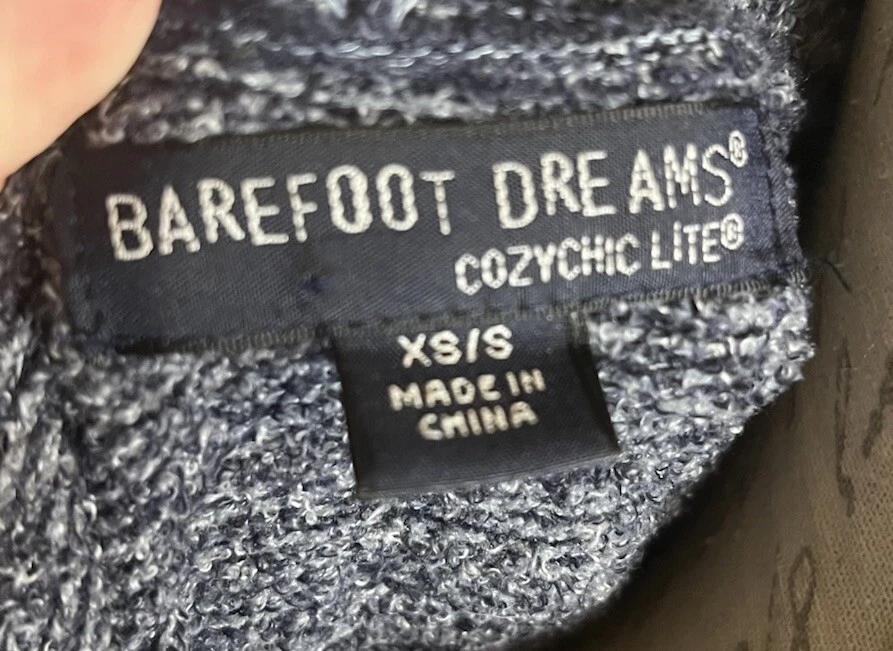 BAREFOOT DREAMS®
COZYCHIC LITE®
XS/S
MADE IN
CHINA